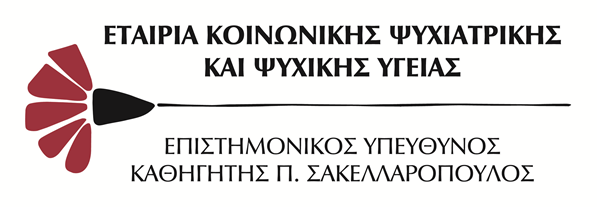 ΕΤΑΙΡΙΑ ΚΟΙΝΩΝΙΚΗΣ ΨΥΧΙΑΤΡΙΚΗΣ
ΚΑΙ ΨΥΧΙΚΗΣ ΥΓΕΙΑΣ
ΕΠΙΣΤΗΜΟΝΙΚΟΣ ΥΠΕΥΘΥΝΟΣ
ΚΑΘΗΓΗΤΗΣ Π. ΣΑΚΕΛΛΑΡΟΠΟΥΛΟΣ